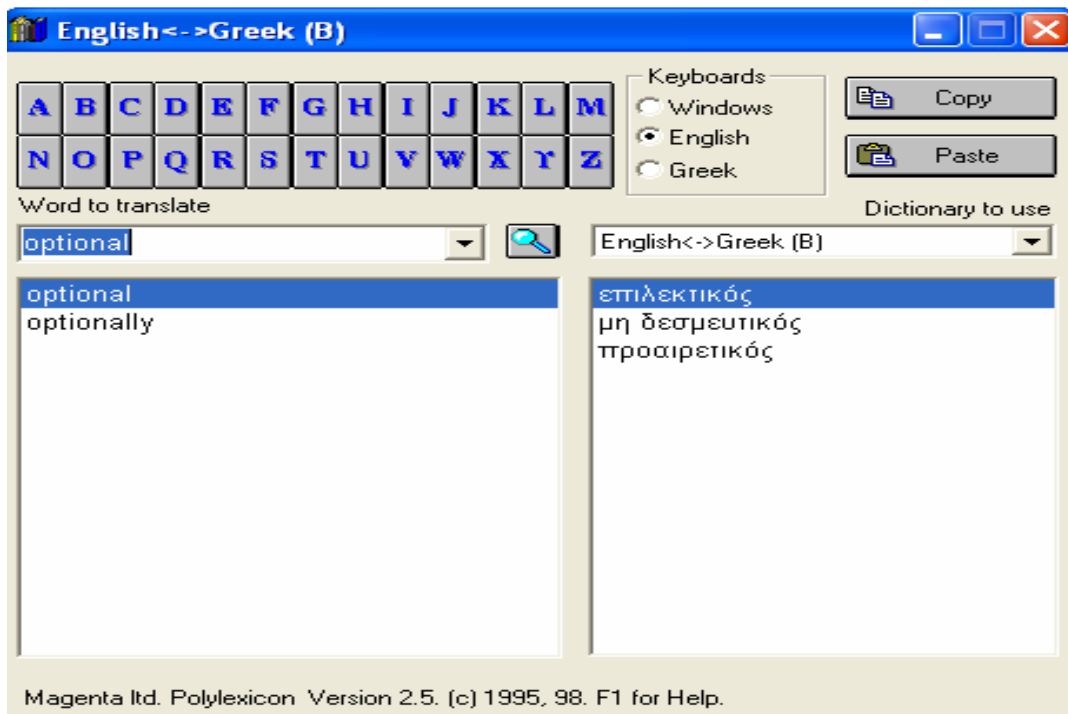 English<->Greek (B)
A B C D E F G H I J K L M
N O P Q R S T U V W X Y Z
Keyboards
Windows
English
Greek
Copy
Paste
Word to translate
Dictionary to use
optional
English<->Greek (B)
optional
optionally
επιλεκτικός
μη δεσμευτικός
προαιρετικός
Magenta ltd. Polylexicon Version 2.5. (c) 1995, 98. F1 for Help.